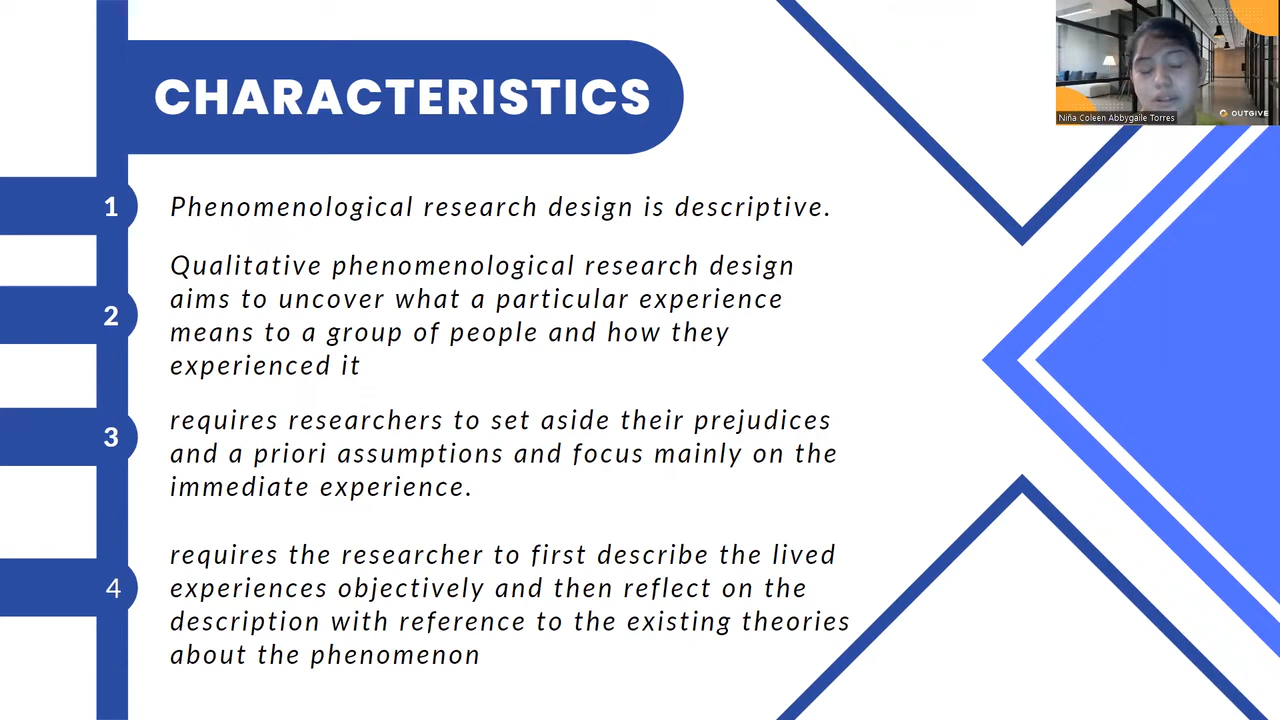 CHARACTERISTICS
1
Phenomenological research design is descriptive.
2
Qualitative phenomenological research design
aims to uncover what a particular experience
means to a group of people and how they
experienced it
3
requires researchers to set aside their prejudices
and a priori assumptions and focus mainly on the
immediate experience.
4
requires the researcher to first describe the lived
experiences objectively and then reflect on the
description with reference to the existing theories
about the phenomenon
OUTGIVE
Niña Coleen Abbygaile Torres